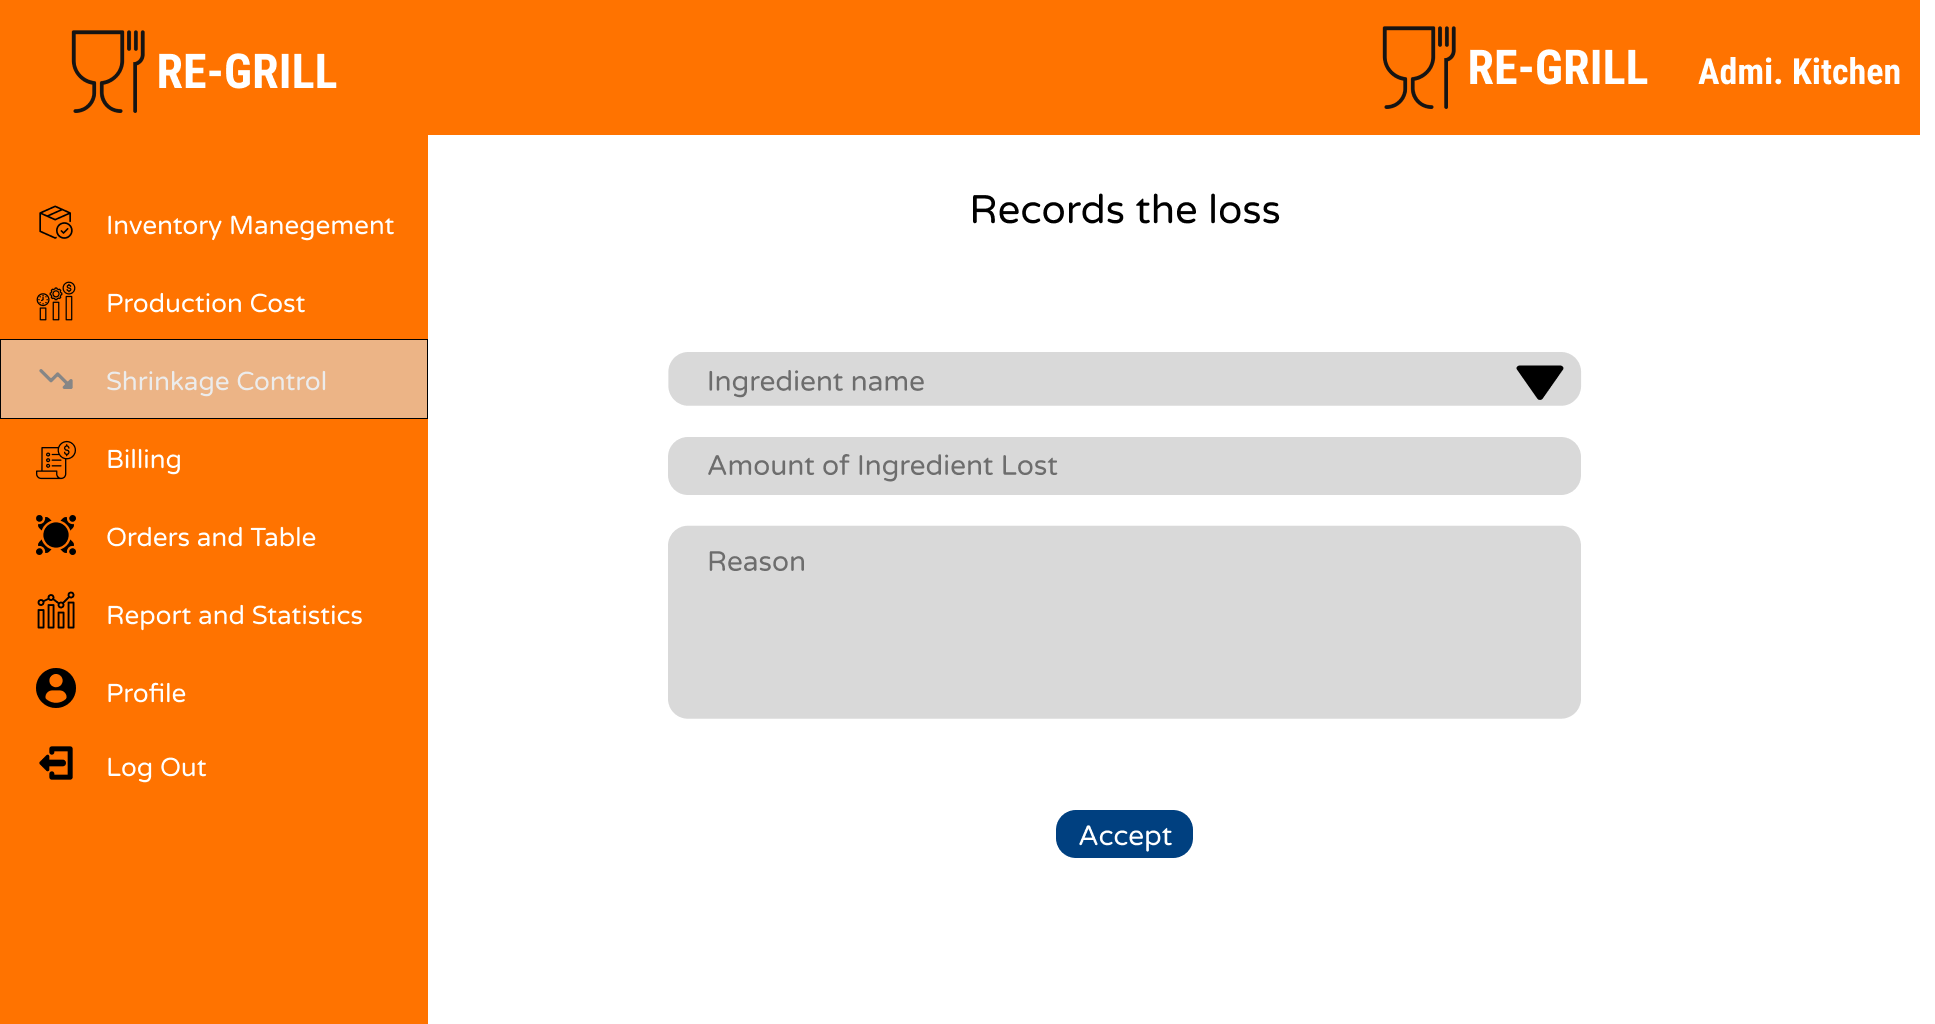 RE-GRILL
RE-GRILL
Admi. Kitchen
Inventory Manegement
Production Cost
Shrinkage Control
Billing
Orders and Table
Report and Statistics
Profile
Log Out
Records the loss
Ingredient name
Amount of Ingredient Lost
Reason
Accept